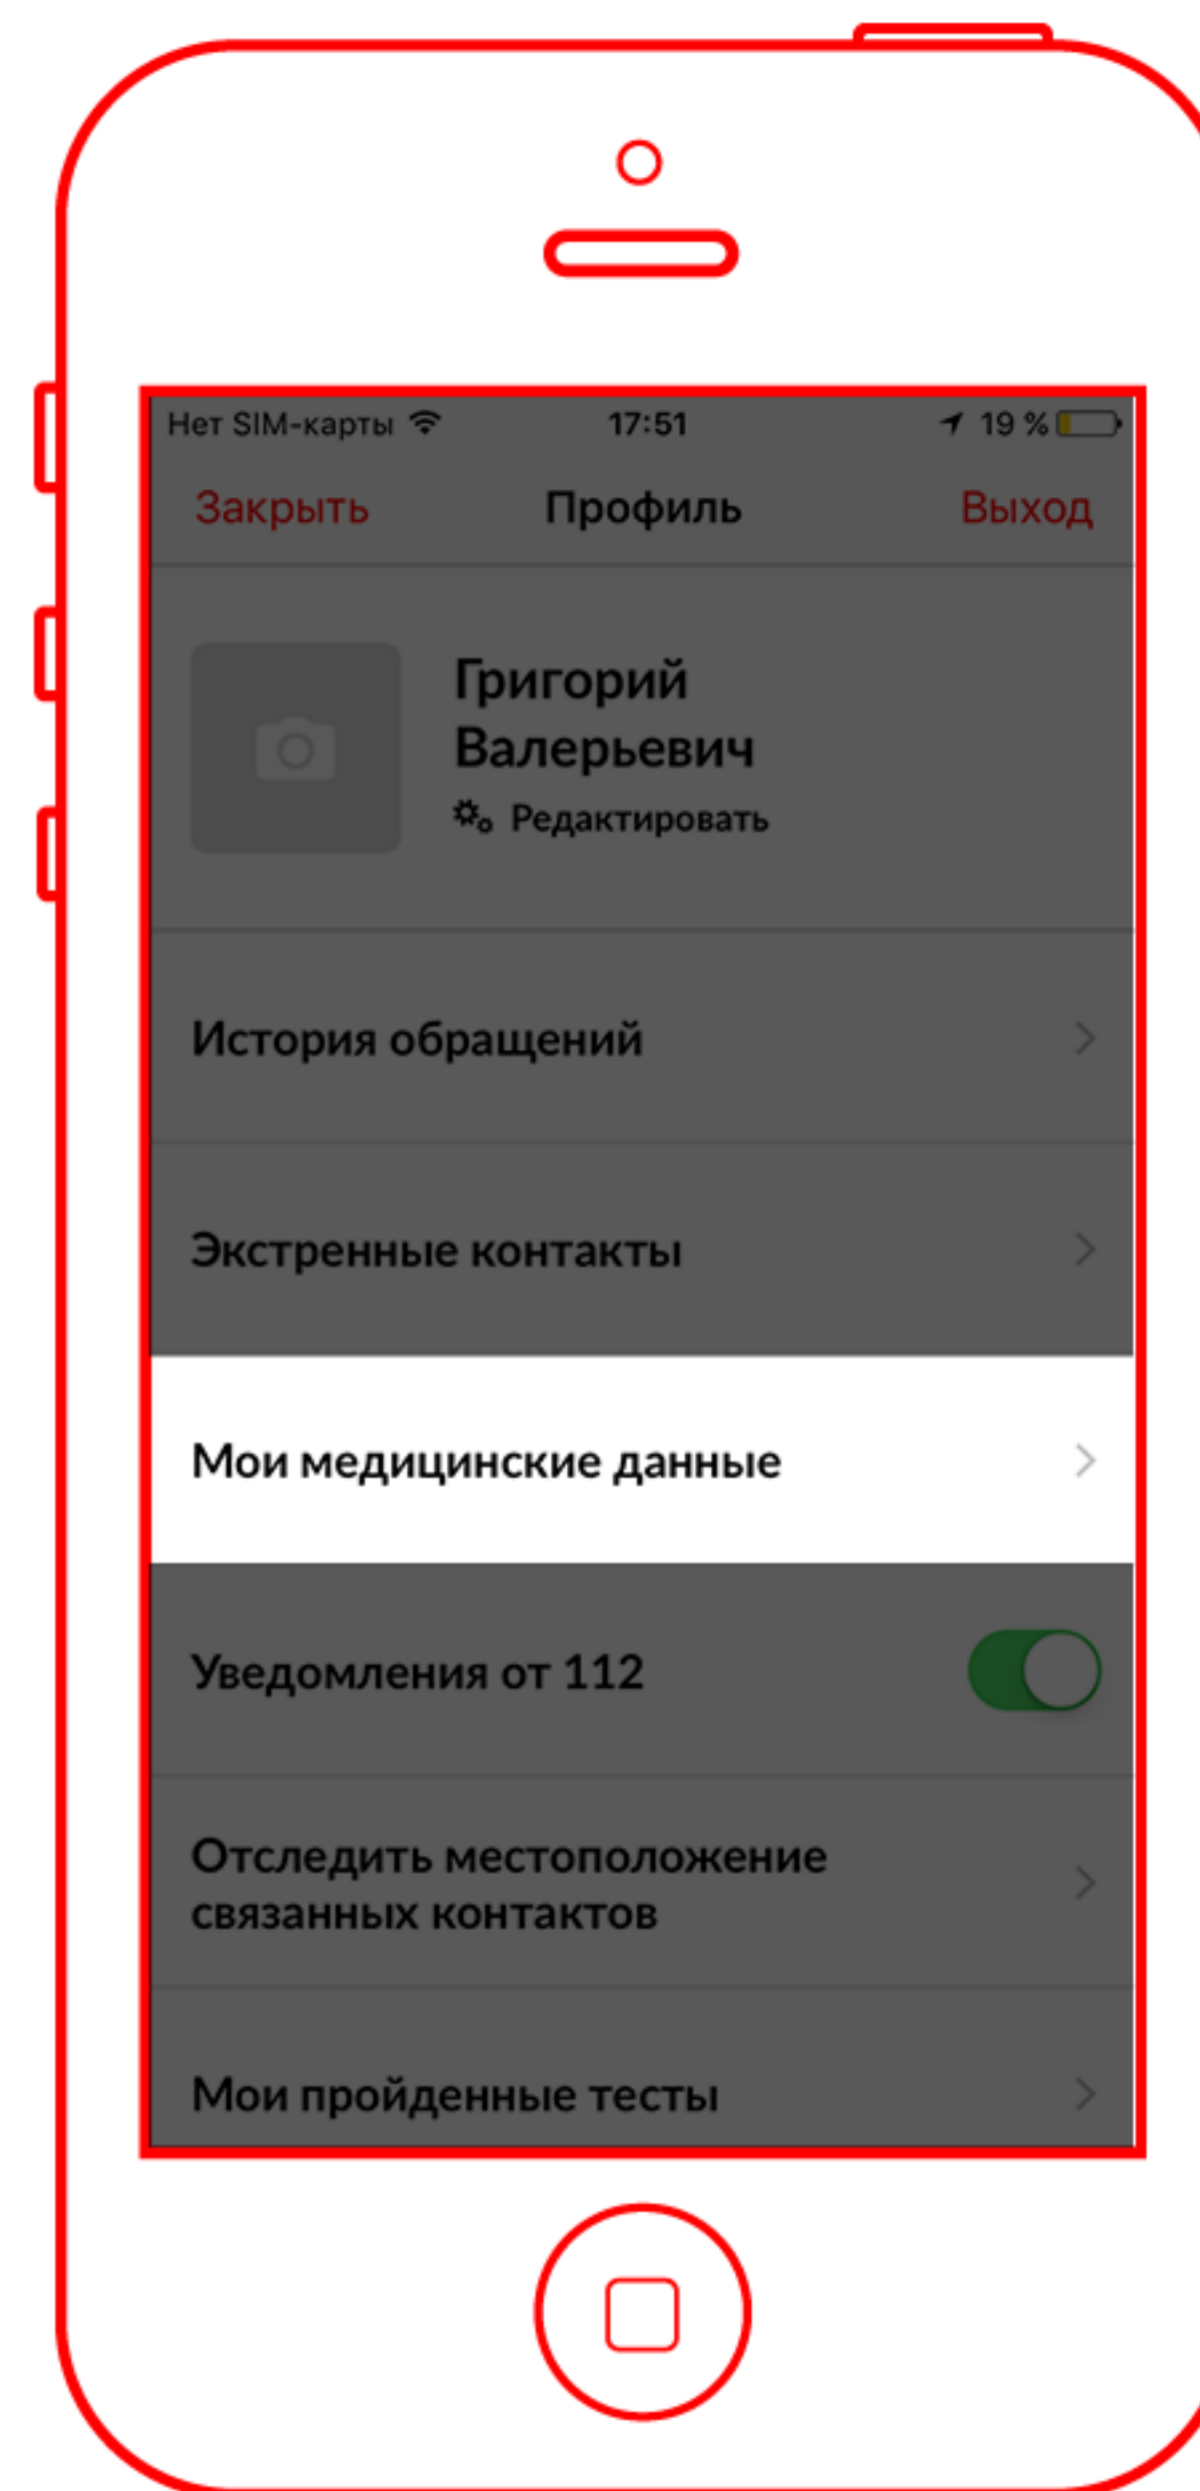 Нет SIM-карты 17:51 19 %
Закрыть Профиль Выход
Григорий
Валерьевич
Редактировать
История обращений
Экстренные контакты
Мои медицинские данные
Уведомления от 112
Отследить местоположение
связанных контактов
Мои пройденные тесты